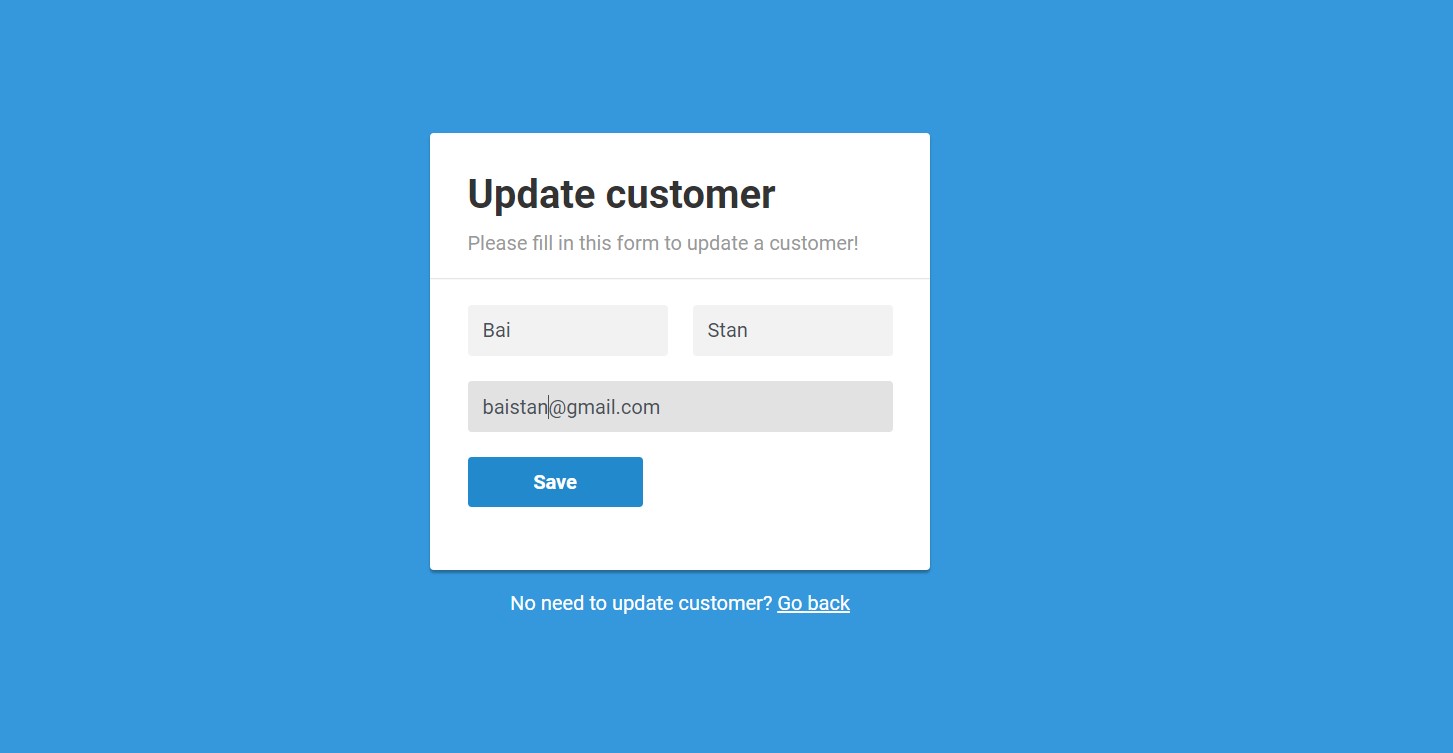 Update customer
Please fill in this form to update a customer!
Bai
Stan
baistan@gmail.com
Save
No need to update customer? Go back